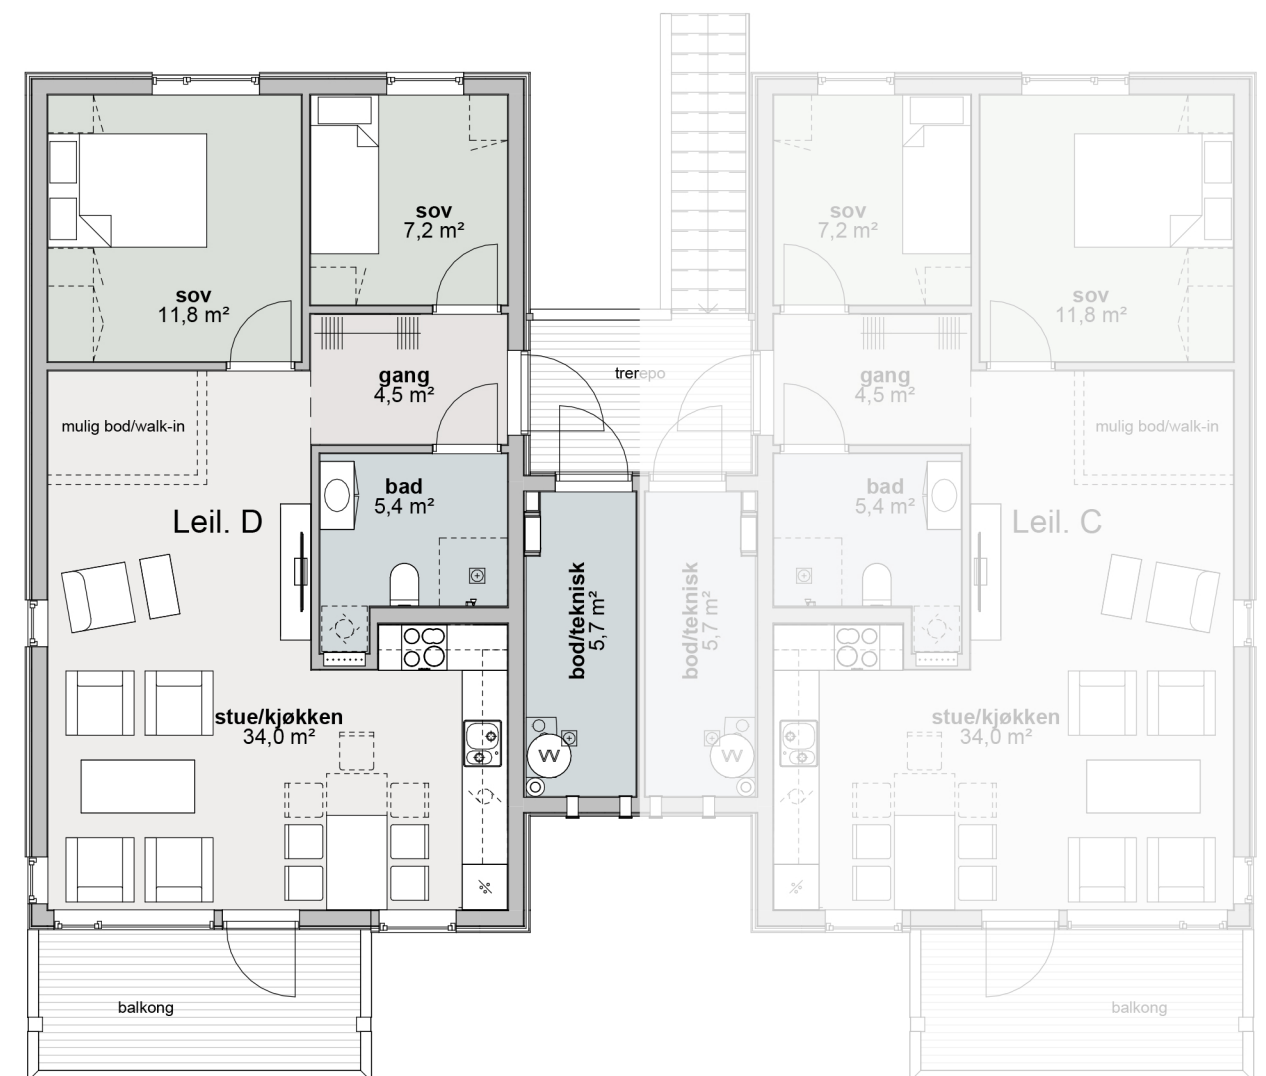 sov
7,2 m²
sov
11,8 m²
gang
4,5 m²
mulig bod/walk-in
bad
5,4 m²
Leil. D
bod/teknisk
5,7 m²
stue/kjøkken
34,0 m²
VV
balkong
trerepo
sov
7,2 m²
sov
11,8 m²
gang
4,5 m²
mulig bod/walk-in
bad
5,4 m²
Leil. C
bod/teknisk
5,7 m²
stue/kjøkken
34,0 m²
VV
balkong